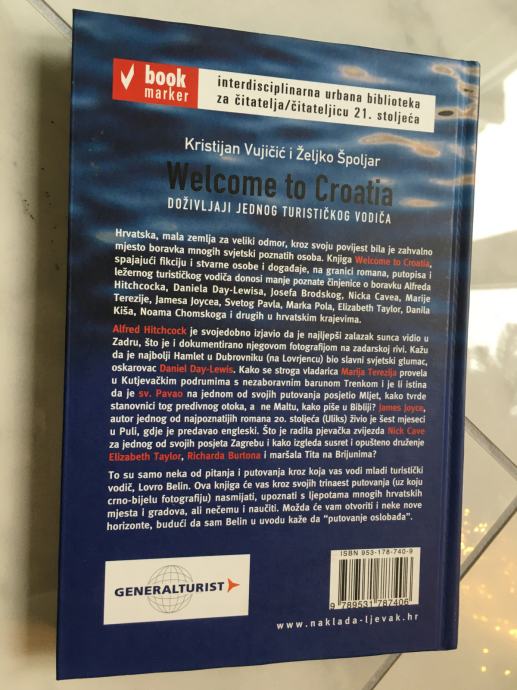 book
marker
interdisciplinarna urbana biblioteka
za čitatelja/čitateljicu 21. stoljeća
Kristijan Vujičić i Željko Špoljar
Welcome to Croatia
DOŽIVLJAJI JEDNOG TURISTIČKOG VODIČA
Hrvatska, mala zemlja za veliki odmor, kroz svoju povijest bila je zahvalno
mjesto boravka mnogih svjetski poznatih osoba. Knjiga Welcome to Croatia,
spajajući fikciju i stvarne osobe i događaje, na granici romana, putopisa i
ležernog turističkog vodiča donosi manje poznate činjenice o boravku Alfreda
Hitchcocka, Daniela Day-Lewisa, Josefa Brodskog, Nicka Cavea, Marije
Terezije, Jamesa Joycea, Svetog Pavla, Marka Pola, Elizabeth Taylor, Danila
Kiša, Noama Chomskoga i drugih u hrvatskim krajevima.
Alfred Hitchcock je svojedobno izjavio da je najljepši zalazak sunca vidio u
Zadru, što je i dokumentirano njegovom fotografijom na zadarskoj rivi. Kažu
da je najbolji Hamlet u Dubrovniku (na Lovrjencu) bio slavni svjetski glumac,
oskarovac Daniel Day-Lewis. Kako se stroga vladarica Marija Terezija provela
u Kutjevačkim podrumima s nezaboravnim barunom Trenkom i je li istina
da je sv. Pavao na jednom od svojih putovanja posjetio Mljet, kako tvrde
stanovnici tog predivnog otoka, a ne Maltu, kako piše u Bibliji? James Joyce,
autor jednog od najpoznatijih romana 20. stoljeća (Uliks) živio je šest mjeseci
u Puli, gdje je predavao engleski. Što je radila pjevačka zvijezda Nick Cave
za jednog od svojih posjeta Zagrebu i kako izgleda susret i opušteno druženje
Elizabeth Taylor, Richarda Burtona i maršala Tita na Brijunima?
To su samo neka od pitanja i putovanja kroz koja vas vodi mladi turistički
vodič, Lovro Belin. Ova knjiga će vas kroz svojih trinaest putovanja (uz koju
crno-bijelu fotografiju) nasmijati, upoznati s ljepotama mnogih hrvatskih
mjesta i gradova, ali nečemu i naučiti. Možda će vam otvoriti i neke nove
horizonte, budući da sam Belin u uvodu kaže da "putovanje oslobađa".
GENERALTURIST
ISBN 953-178-740-9
9 789531 787406
www.naklada-ljevak.hr